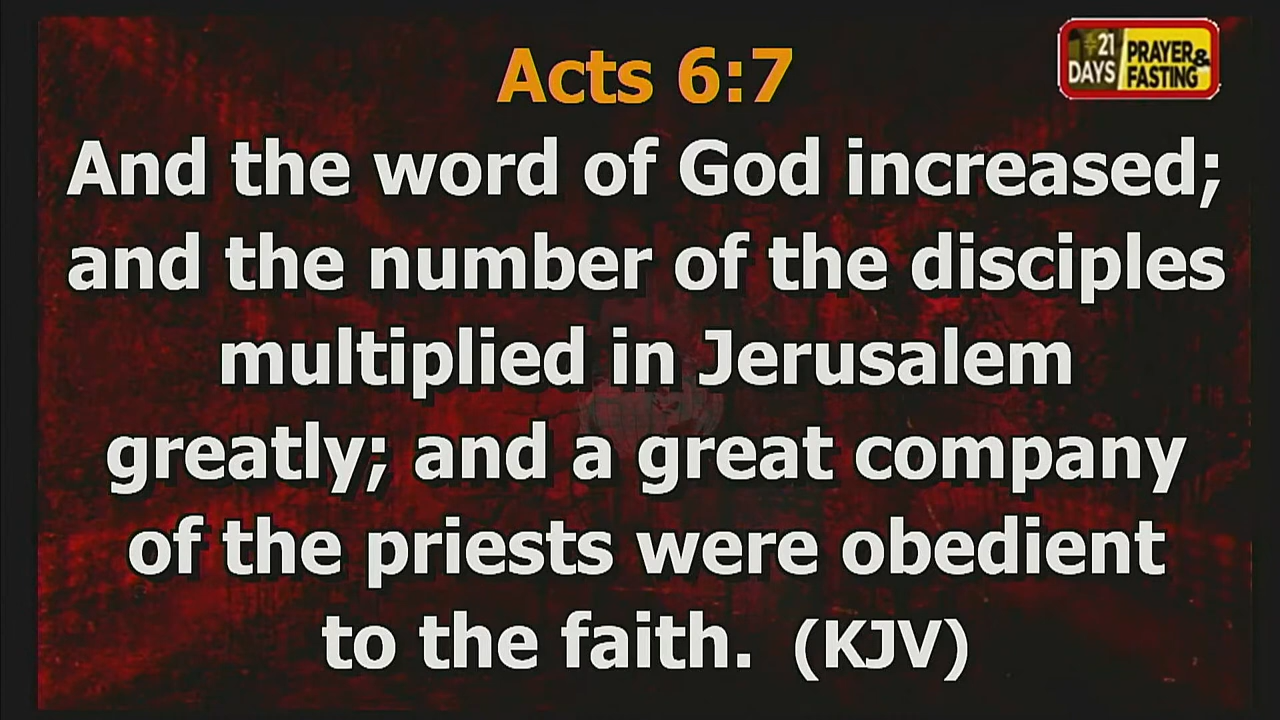 Acts 6:7
21 DAYS PRAYER & FASTING
And the word of God increased;
and the number of the disciples
multiplied in Jerusalem
greatly; and a great company
of the priests were obedient
to the faith. (KJV)